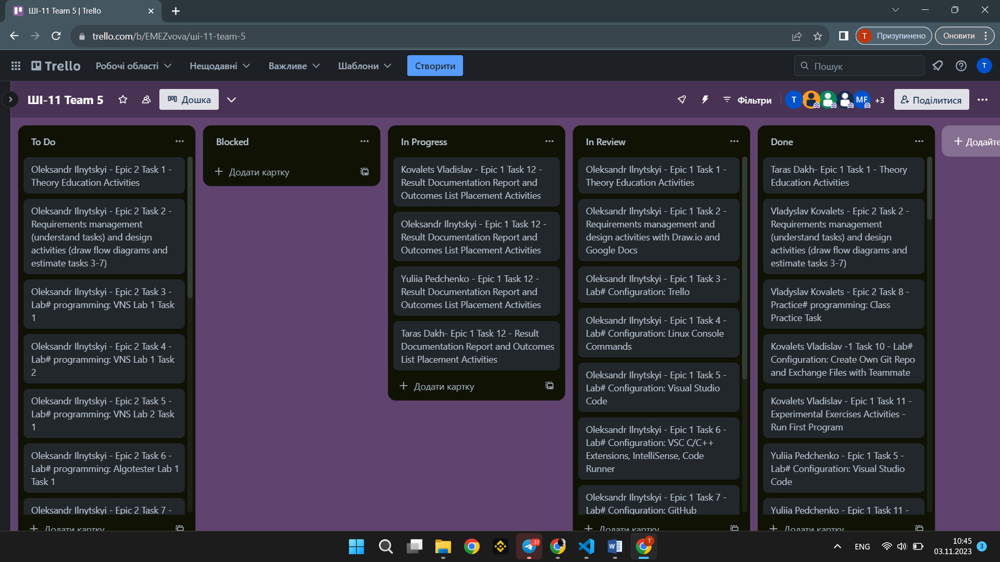 ШІ-11 Team 5 | Trello
trello.com/b/EMEZvova/ші-11-team-5
T
Призупинено
Оновити
Trello
Робочі області
Нещодавні
Важливе
Шаблони
Створити
Пошук
T
ШІ-11 Team 5
Дошка
Фільтри
T
MF
+3
Поділитися
To Do
Oleksandr Ilnytskyi - Epic 2 Task 1 -
Theory Education Activities
Oleksandr Ilnytskyi - Epic 2 Task 2 -
Requirements management
(understand tasks) and design
activities (draw flow diagrams and
estimate tasks 3-7)
Oleksandr Ilnytskyi - Epic 2 Task 3 -
Lab# programming: VNS Lab 1 Task
1
Oleksandr Ilnytskyi - Epic 2 Task 4 -
Lab# programming: VNS Lab 1 Task
2
Oleksandr Ilnytskyi - Epic 2 Task 5 -
Lab# programming: VNS Lab 2 Task
1
Oleksandr Ilnytskyi - Epic 2 Task 6 -
Lab# programming: Algotester Lab 1
Task 1
Oleksandr Ilnytskyi - Epic 2 Task 7 -
Додати картку
Blocked
Додати картку
In Progress
Kovalets Vladislav - Epic 1 Task 12 -
Result Documentation Report and
Outcomes List Placement Activities
Oleksandr Ilnytskyi - Epic 1 Task 12 -
Result Documentation Report and
Outcomes List Placement Activities
Yuliia Pedchenko - Epic 1 Task 12 -
Result Documentation Report and
Outcomes List Placement Activities
Taras Dakh- Epic 1 Task 12 - Result
Documentation Report and Outcomes
List Placement Activities
Додати картку
In Review
Oleksandr Ilnytskyi - Epic 1 Task 1 -
Theory Education Activities
Oleksandr Ilnytskyi - Epic 1 Task 2 -
Requirements management and
design activities with Draw.io and
Google Docs
Oleksandr Ilnytskyi - Epic 1 Task 3 -
Lab# Configuration: Trello
Oleksandr Ilnytskyi - Epic 1 Task 4 -
Lab# Configuration: Linux Console
Commands
Oleksandr Ilnytskyi - Epic 1 Task 5 -
Lab# Configuration: Visual Studio
Code
Oleksandr Ilnytskyi - Epic 1 Task 6 -
Lab# Configuration: VSC C/C++
Extensions, IntelliSense, Code
Runner
Oleksandr Ilnytskyi - Epic 1 Task 7 -
Lab# Configuration: GitHub
Додати картку
Done
Taras Dakh- Epic 1 Task 1 - Theory
Education Activities
Vladyslav Kovalets - Epic 2 Task 2 -
Requirements management
(understand tasks) and design
activities (draw flow diagrams and
estimate tasks 3-7)
Vladyslav Kovalets - Epic 2 Task 8 -
Practice# programming: Class
Practice Task
Kovalets Vladislav -1 Task 10 - Lab#
Configuration: Create Own Git Repo
and Exchange Files with Teammate
Kovalets Vladislav - Epic 1 Task 11 -
Experimental Exercises Activities -
Run First Program
Yuliia Pedchenko - Epic 1 Task 5 -
Lab# Configuration: Visual Studio
Code
Yuliia Pedchenko - Epic 1 Task 11 -
Додати картку
Додайте
ENG
10:45
03.11.2023
3